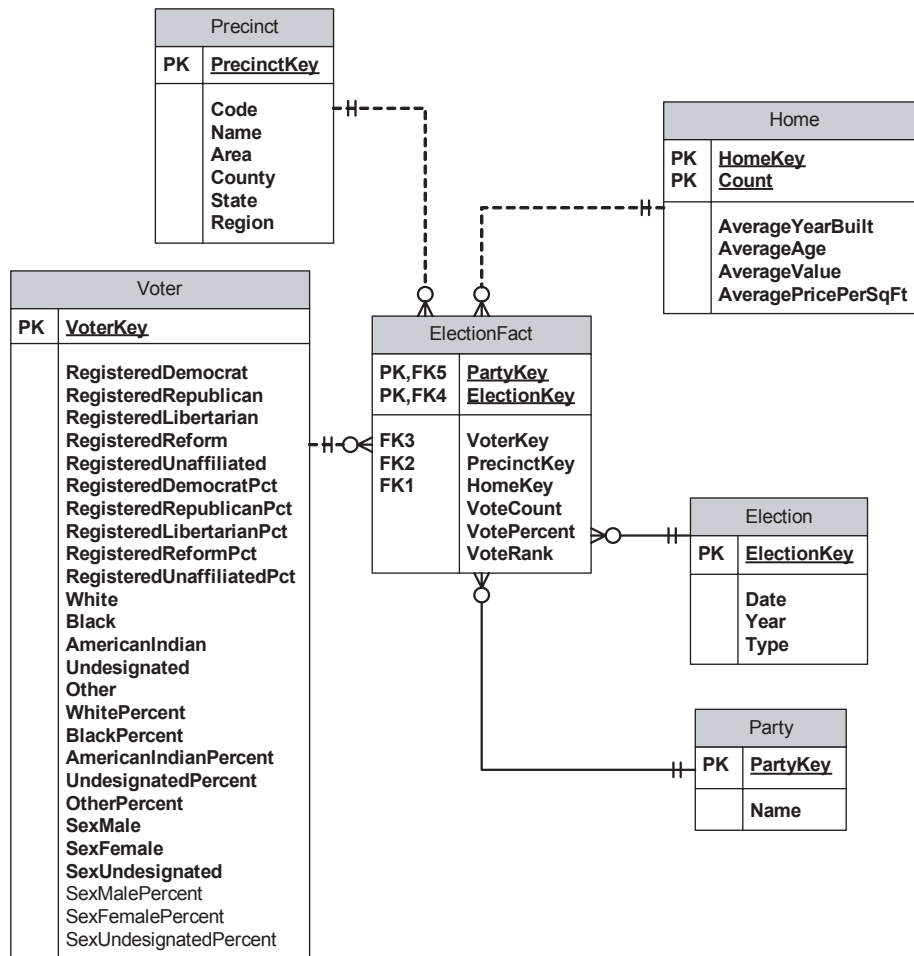 Precinct
PK PrecinctKey
Code
Name
Area
County
State
Region
Home
PK HomeKey
PK Count
AverageYearBuilt
AverageAge
AverageValue
AveragePricePerSqFt
Voter
PK VoterKey
RegisteredDemocrat
RegisteredRepublican
RegisteredLibertarian
RegisteredReform
RegisteredUnaffiliated
RegisteredDemocratPct
RegisteredRepublicanPct
RegisteredLibertarianPct
RegisteredReformPct
RegisteredUnaffiliatedPct
White
Black
AmericanIndian
Undesignated
Other
WhitePercent
BlackPercent
AmericanIndianPercent
UndesignatedPercent
OtherPercent
SexMale
SexFemale
SexUndesignated
SexMalePercent
SexFemalePercent
SexUndesignatedPercent
ElectionFact
PK,FK5 PartyKey
PK,FK4 ElectionKey
FK3 VoterKey
FK2 PrecinctKey
FK1 HomeKey
VoteCount
VotePercent
VoteRank
Election
PK ElectionKey
Date
Year
Type
Party
PK PartyKey
Name